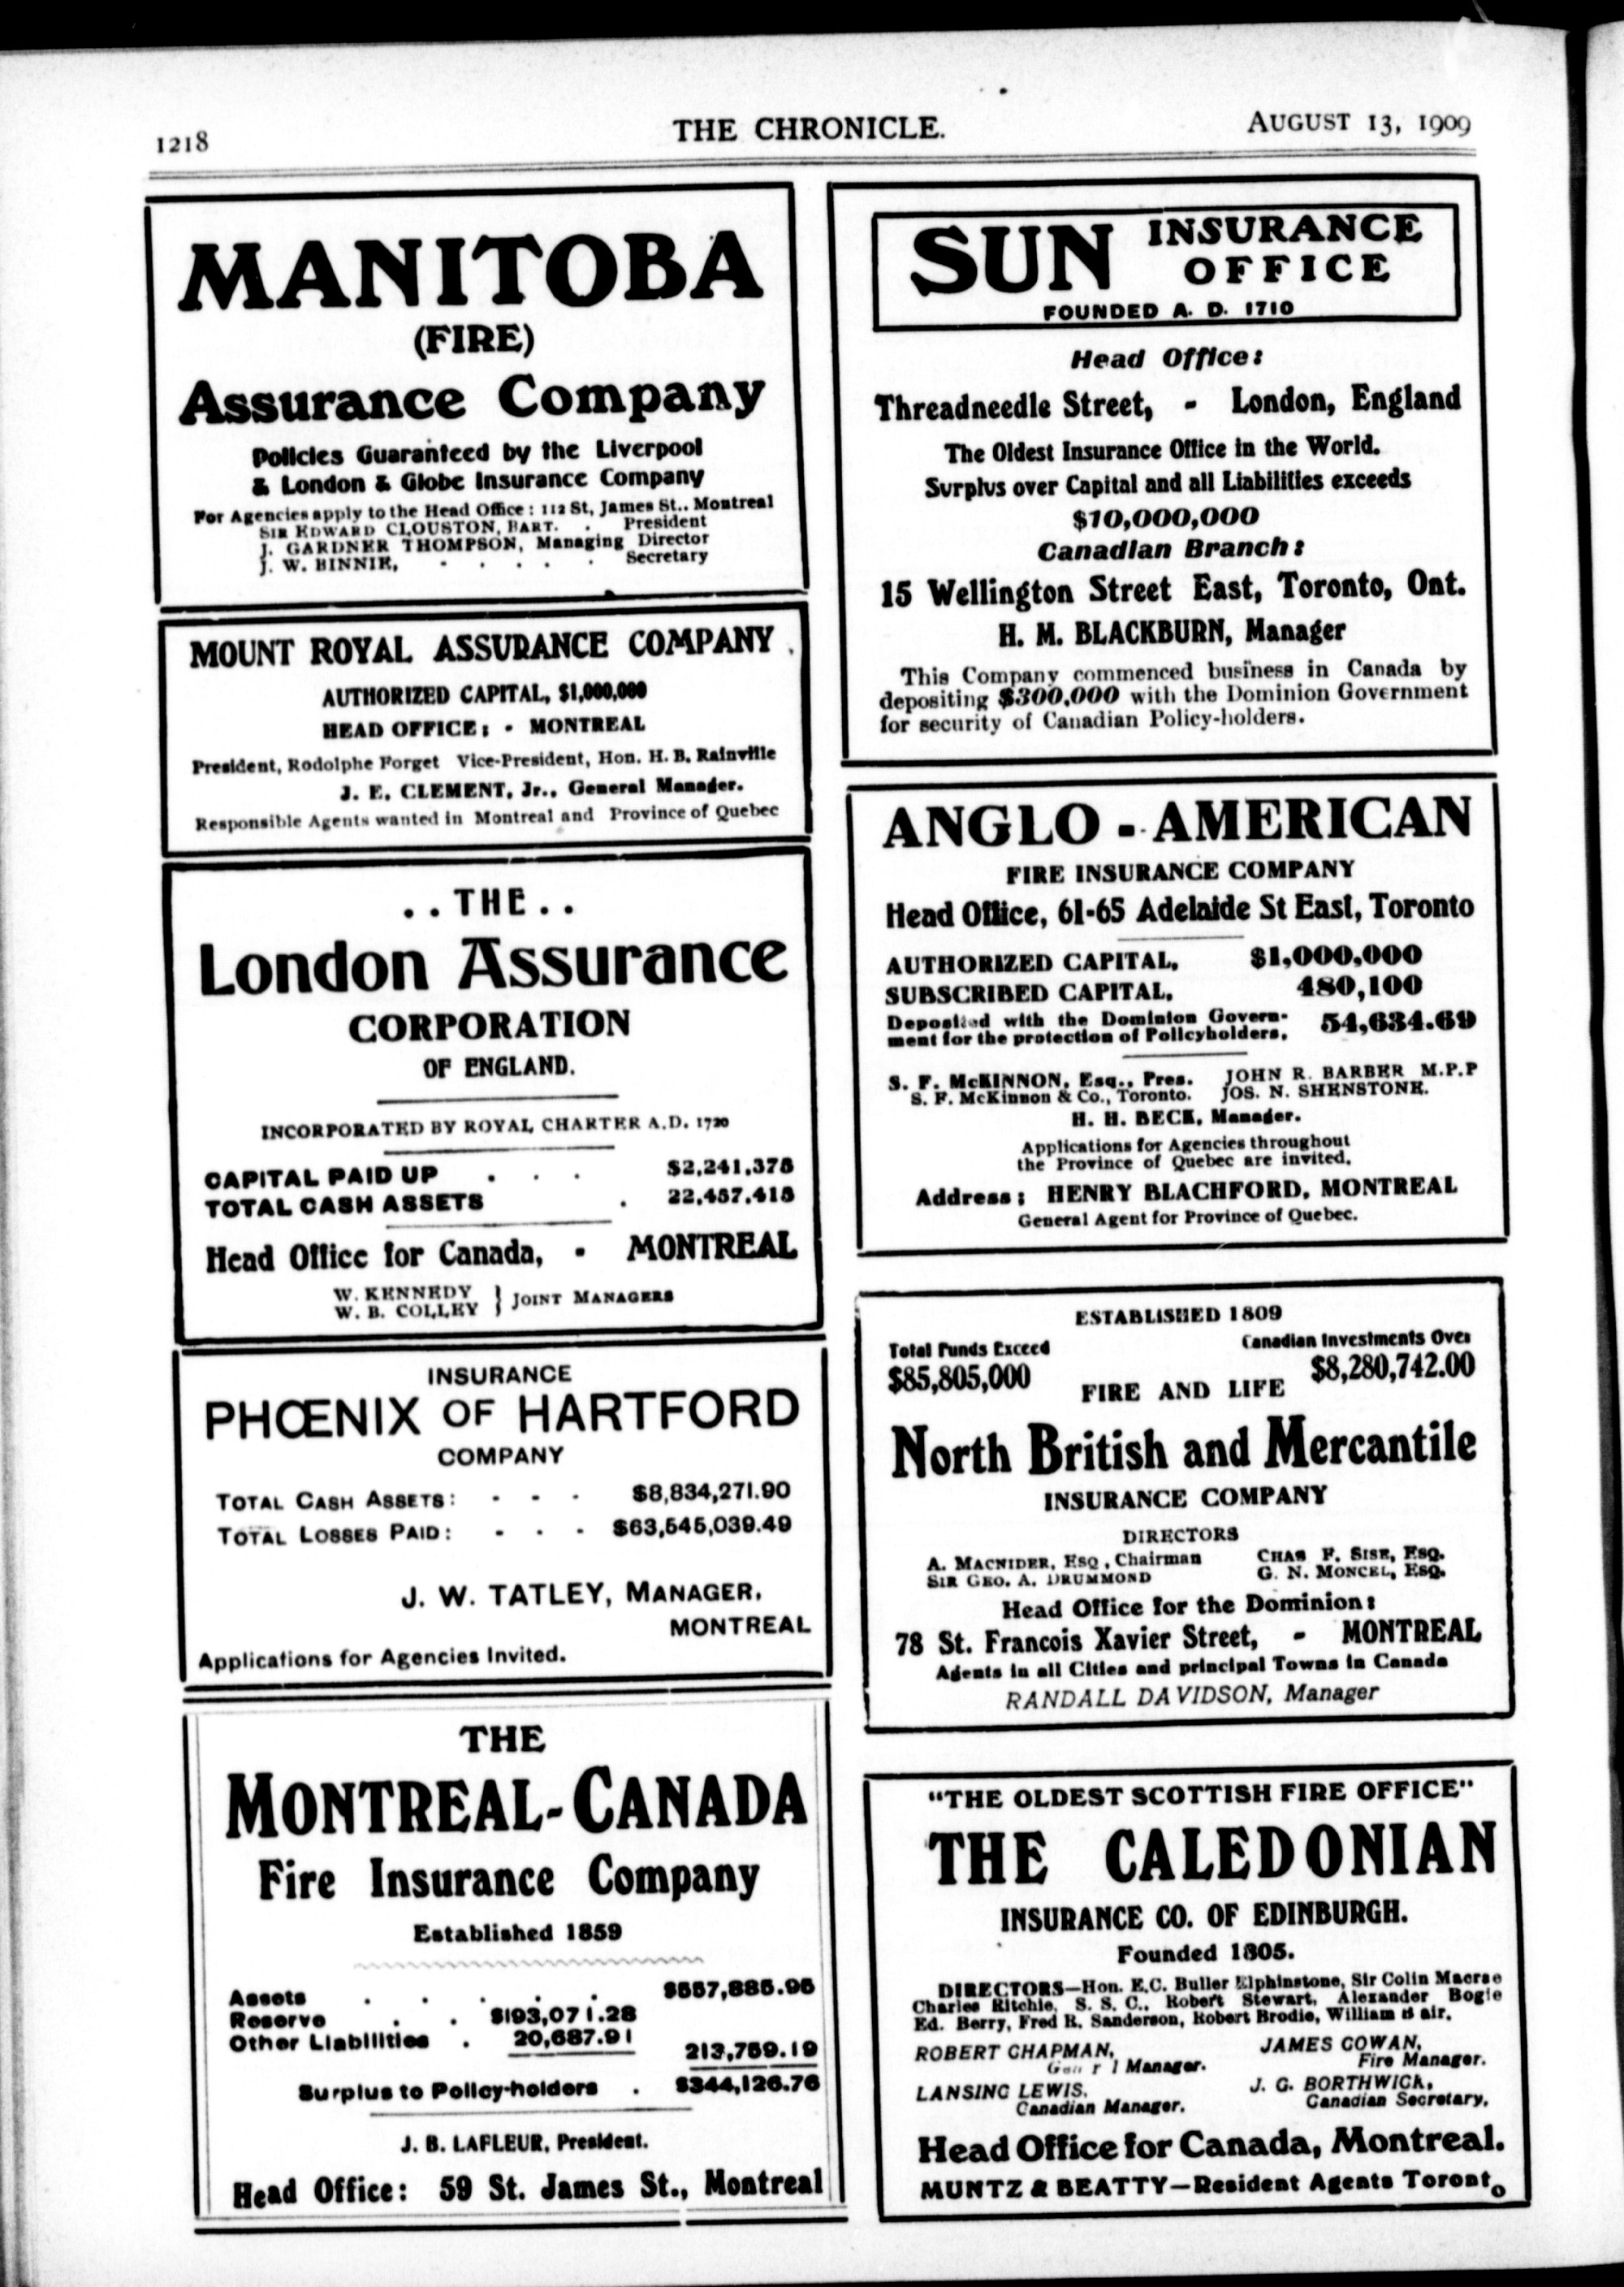 1218
THE CHRONICLE.
AUGUST 13, 1909
MANITOBA
(FIRE)
Assurance Company
Policies Guaranteed by the Liverpool
& London & Globe Insurance Company
For Agencies apply to the Head Office : 112 St, James St.. Montreal
SIR EDWARD CLOUSTON, BART. . President
J. GARDNER THOMPSON, Managing Director
J. W. BINNIE, - . . . . Secretary
MOUNT ROYAL ASSURANCE COMPANY
AUTHORIZED CAPITAL, $1,000,000
HEAD OFFICE; - MONTREAL
President, Rodolphe Forget Vice-President, Hon. H. B. Rainville
J. E. CLEMENT, Jr., General Manager.
Responsible Agents wanted in Montreal and Province of Quebec
. . THE . .
London Assurance
CORPORATION
OF ENGLAND.
INCORPORATED BY ROYAL CHARTER A.D. 1720
CAPITAL PAID UP . . . $2,241,375
TOTAL CASH ASSETS . 22,457,415
Head Office for Canada, - MONTREAL
W. KENNEDY
W. B. COLLEY } JOINT MANAGERS
INSURANCE
PHŒNIX OF HARTFORD
COMPANY
TOTAL CASH ASSETS: - - - $8,834,271.90
TOTAL LOSSES PAID: - - - $63,545,039.49
J. W. TATLEY, MANAGER,
MONTREAL
Applications for Agencies Invited.
THE
MONTREAL-CANADA
Fire Insurance Company
Established 1859
Assets . . . . . $557,885.95
Reserve . . $193,071.28
Other Liabilities . 20,687.91
213,759.19
Surplus to Policy-holders . $344,126.76
J. B. LAFLEUR, President.
Head Office: 59 St. James St., Montreal
SUN INSURANCE
OFFICE
FOUNDED A. D. 1710
Head Office:
Threadneedle Street, - London, England
The Oldest Insurance Office in the World.
Surplus over Capital and all Liabilities exceeds
$10,000,000
Canadian Branch:
15 Wellington Street East, Toronto, Ont.
H. M. BLACKBURN, Manager
This Company commenced business in Canada by
depositing $300,000 with the Dominion Government
for security of Canadian Policy-holders.
ANGLO - AMERICAN
FIRE INSURANCE COMPANY
Head Office, 61-65 Adelaide St East, Toronto
AUTHORIZED CAPITAL, $1,000,000
SUBSCRIBED CAPITAL, 480,100
Deposited with the Dominion Govern-
ment for the protection of Policyholders, 54,634.69
S. F. McKINNON, Esq., Pres. JOHN R. BARBER M.P.P
S. F. McKinnon & Co., Toronto. JOS. N. SHENSTONE.
H. H. BECK, Manager.
Applications for Agencies throughout
the Province of Quebec are invited.
Address: HENRY BLACHFORD, MONTREAL
General Agent for Province of Quebec.
ESTABLISHED 1809
Total Funds Exceed Canadian Investments Over
$85,805,000 $8,280,742.00
FIRE AND LIFE
North British and Mercantile
INSURANCE COMPANY
DIRECTORS
A. MACNIDER, ESQ , Chairman CHAS F. SISE, ESQ.
SIR GEO. A. DRUMMOND G. N. MONCEL, ESQ.
Head Office for the Dominion:
78 St. Francois Xavier Street, - MONTREAL
Agents in all Cities and principal Towns in Canada
RANDALL DAVIDSON, Manager
"THE OLDEST SCOTTISH FIRE OFFICE"
THE CALEDONIAN
INSURANCE CO. OF EDINBURGH.
Founded 1805.
DIRECTORS—Hon. E.C. Buller Elphinstone, Sir Colin Macrae
Charles Ritchie, S. S. C., Robert Stewart, Alexander Bogie
Ed. Berry, Fred R. Sanderson, Robert Brodie, William
ROBERT CHAPMAN, JAMES COWAN,
Manager. Fire Manager.
LANSING LEWIS, J. G. BORTHWICK,
Canadian Manager. Canadian Secretary,
Head Office for Canada, Montreal.
MUNTZ & BEATTY—Resident Agents Toronto